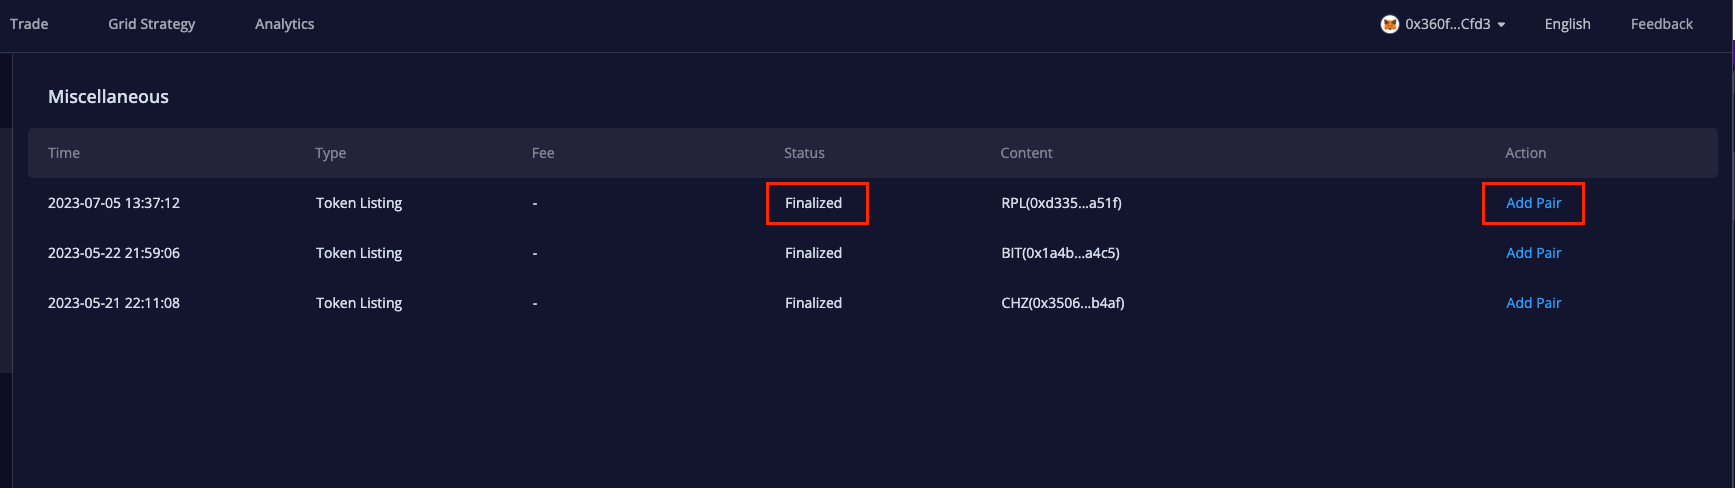 Trade Grid Strategy Analytics 0x360f...Cfd3 English Feedback
Miscellaneous
Time Type Fee Status Content Action
2023-07-05 13:37:12 Token Listing - Finalized RPL(0xd335...a51f) Add Pair
2023-05-22 21:59:06 Token Listing - Finalized BIT(0x1a4b...a4c5) Add Pair
2023-05-21 22:11:08 Token Listing - Finalized CHZ(0x3506...b4af) Add Pair